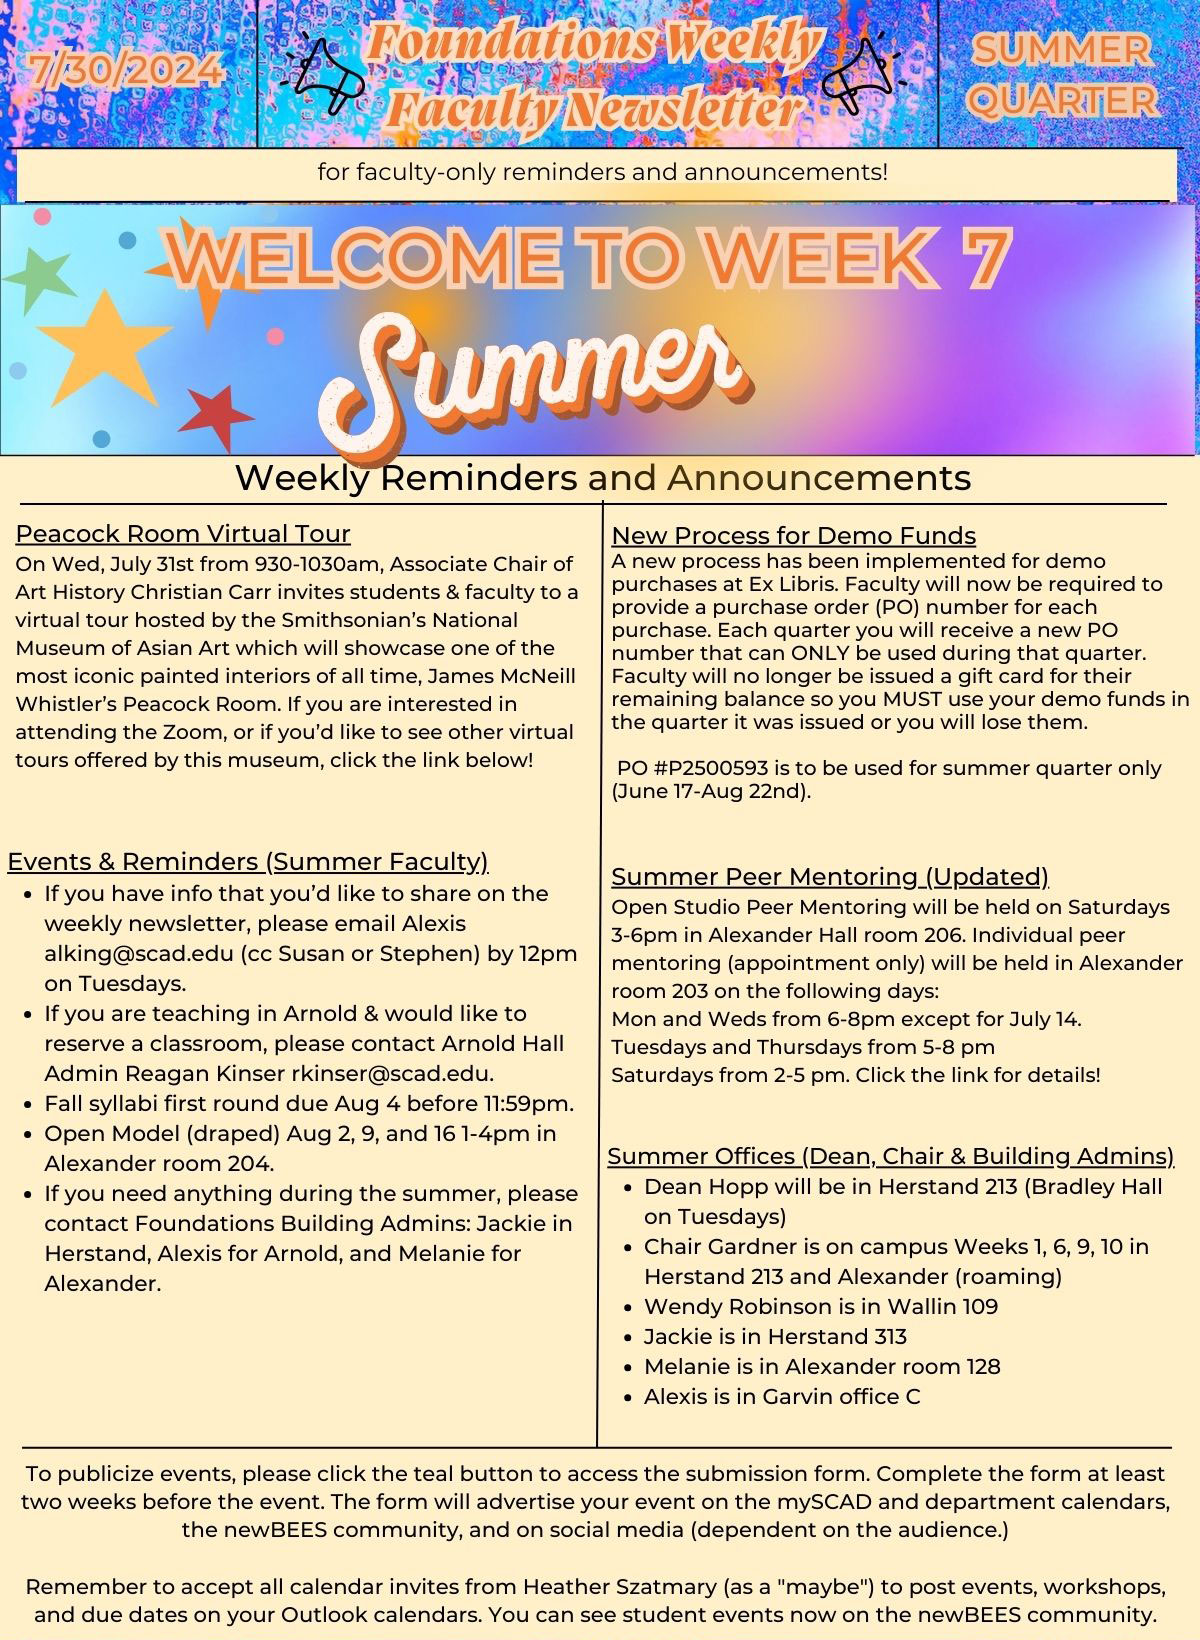 7/30/2024
Foundations Weekly
Faculty Newsletter
SUMMER
QUARTER
for faculty-only reminders and announcements!
WELCOME TO WEEK 7
Summer
Weekly Reminders and Announcements
Peacock Room Virtual Tour
On Wed, July 31st from 930-1030am, Associate Chair of
Art History Christian Carr invites students & faculty to a
virtual tour hosted by the Smithsonian’s National
Museum of Asian Art which will showcase one of the
most iconic painted interiors of all time, James McNeill
Whistler’s Peacock Room. If you are interested in
attending the Zoom, or if you’d like to see other virtual
tours offered by this museum, click the link below!
Events & Reminders (Summer Faculty)
• If you have info that you’d like to share on the
weekly newsletter, please email Alexis
alking@scad.edu (cc Susan or Stephen) by 12pm
on Tuesdays.
• If you are teaching in Arnold & would like to
reserve a classroom, please contact Arnold Hall
Admin Reagan Kinser rkinser@scad.edu.
• Fall syllabi first round due Aug 4 before 11:59pm.
• Open Model (draped) Aug 2, 9, and 16 1-4pm in
Alexander room 204.
• If you need anything during the summer, please
contact Foundations Building Admins: Jackie in
Herstand, Alexis for Arnold, and Melanie for
Alexander.
New Process for Demo Funds
A new process has been implemented for demo
purchases at Ex Libris. Faculty will now be required to
provide a purchase order (PO) number for each
purchase. Each quarter you will receive a new PO
number that can ONLY be used during that quarter.
Faculty will no longer be issued a gift card for their
remaining balance so you MUST use your demo funds in
the quarter it was issued or you will lose them.
PO #P2500593 is to be used for summer quarter only
(June 17-Aug 22nd).
Summer Peer Mentoring (Updated)
Open Studio Peer Mentoring will be held on Saturdays
3-6pm in Alexander Hall room 206. Individual peer
mentoring (appointment only) will be held in Alexander
room 203 on the following days:
Mon and Weds from 6-8pm except for July 14.
Tuesdays and Thursdays from 5-8 pm
Saturdays from 2-5 pm. Click the link for details!
Summer Offices (Dean, Chair & Building Admins)
• Dean Hopp will be in Herstand 213 (Bradley Hall
on Tuesdays)
• Chair Gardner is on campus Weeks 1, 6, 9, 10 in
Herstand 213 and Alexander (roaming)
• Wendy Robinson is in Wallin 109
• Jackie is in Herstand 313
• Melanie is in Alexander room 128
• Alexis is in Garvin office C
To publicize events, please click the teal button to access the submission form. Complete the form at least
two weeks before the event. The form will advertise your event on the mySCAD and department calendars,
the newBEES community, and on social media (dependent on the audience.)
Remember to accept all calendar invites from Heather Szatmary (as a "maybe") to post events, workshops,
and due dates on your Outlook calendars. You can see student events now on the newBEES community.